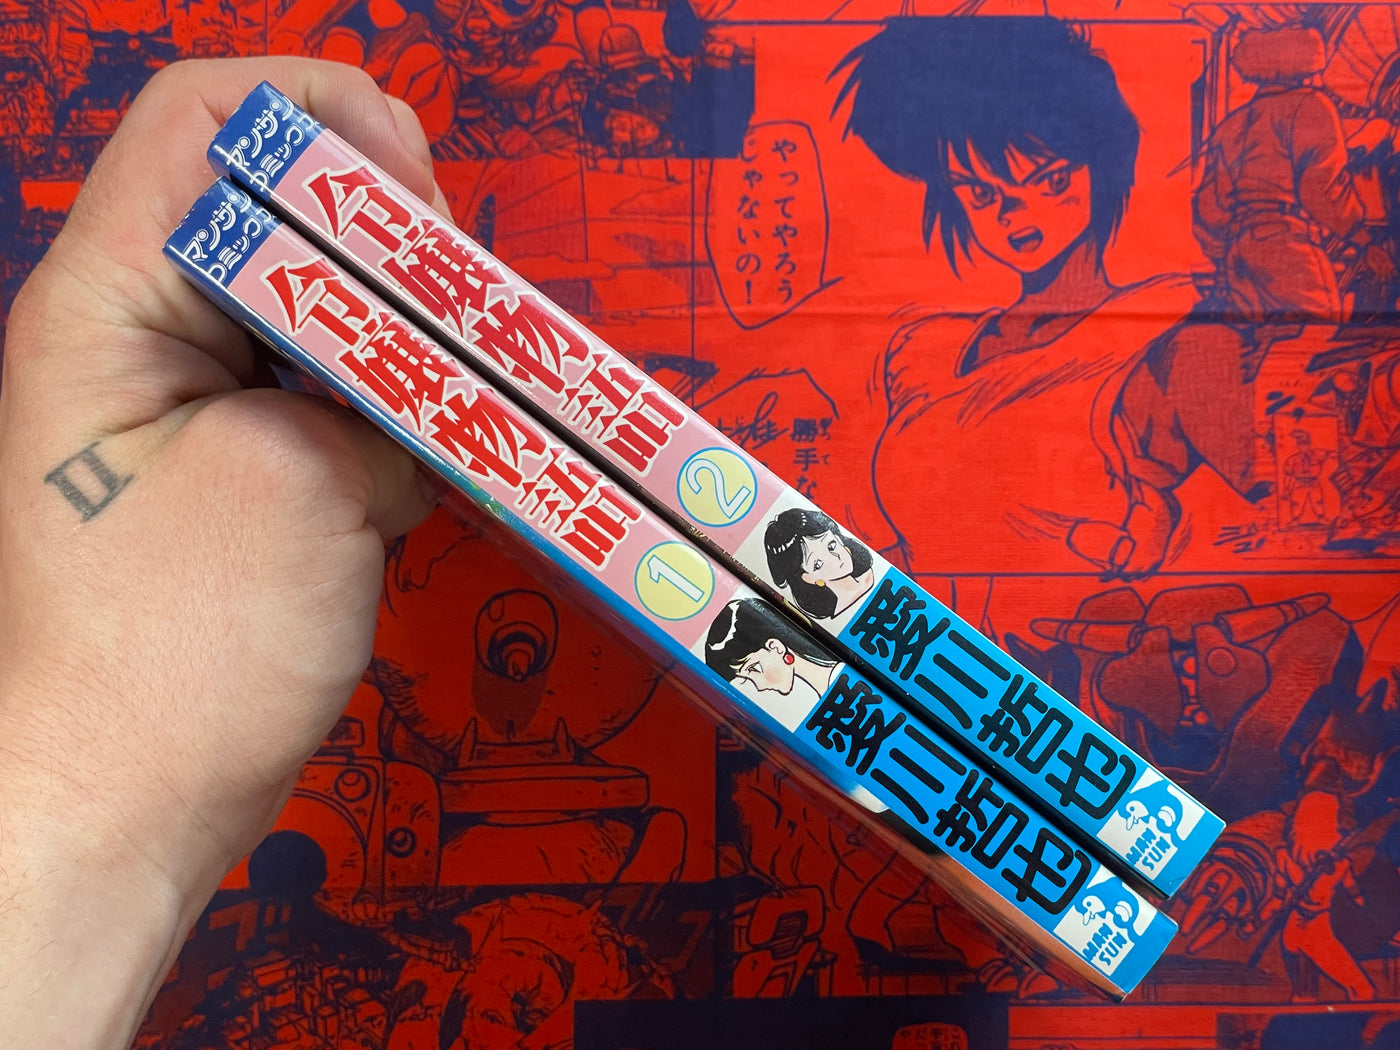 マンサン
コミックス
令嬢物語
2
愛川哲也
MAN
SUN
マンサン
コミックス
令嬢物語
1
愛川哲也
MAN
SUN
II
やってやろう
じゃないの!
勝手な